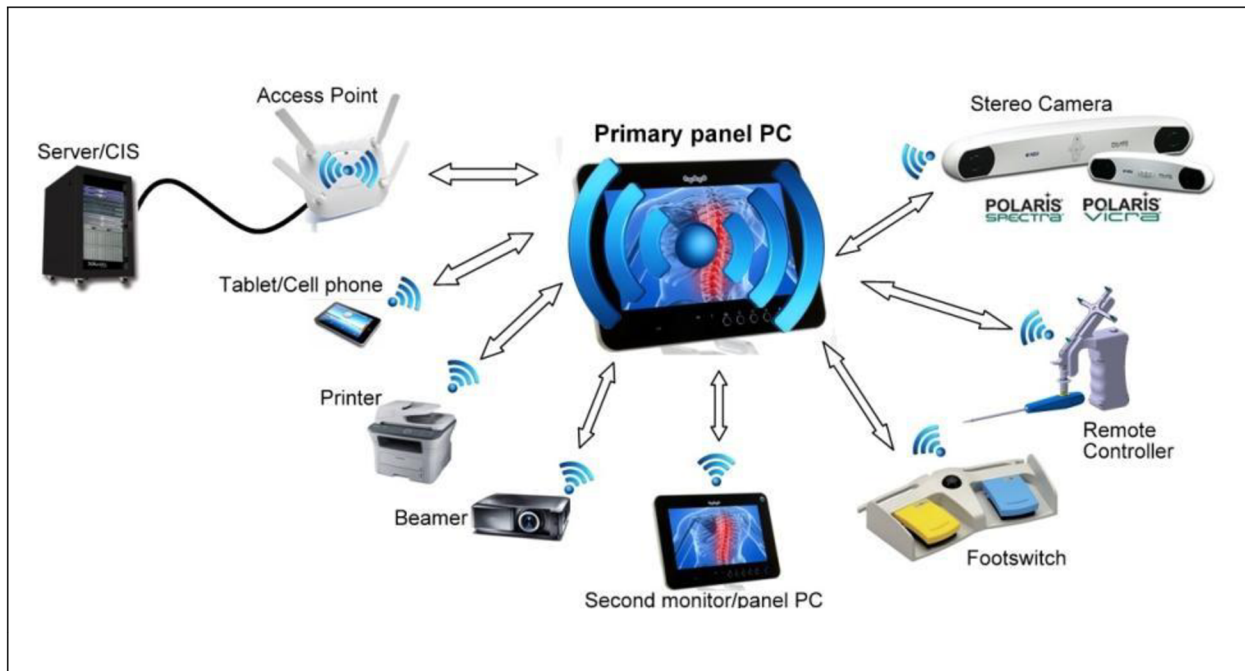 Access Point
Server/CIS
Primary panel PC
Stereo Camera
POLARIS
SPECTRA
POLARIS
VICRA
Tablet/Cell phone
Printer
Remote
Controller
Beamer
Footswitch
Second monitor/panel PC